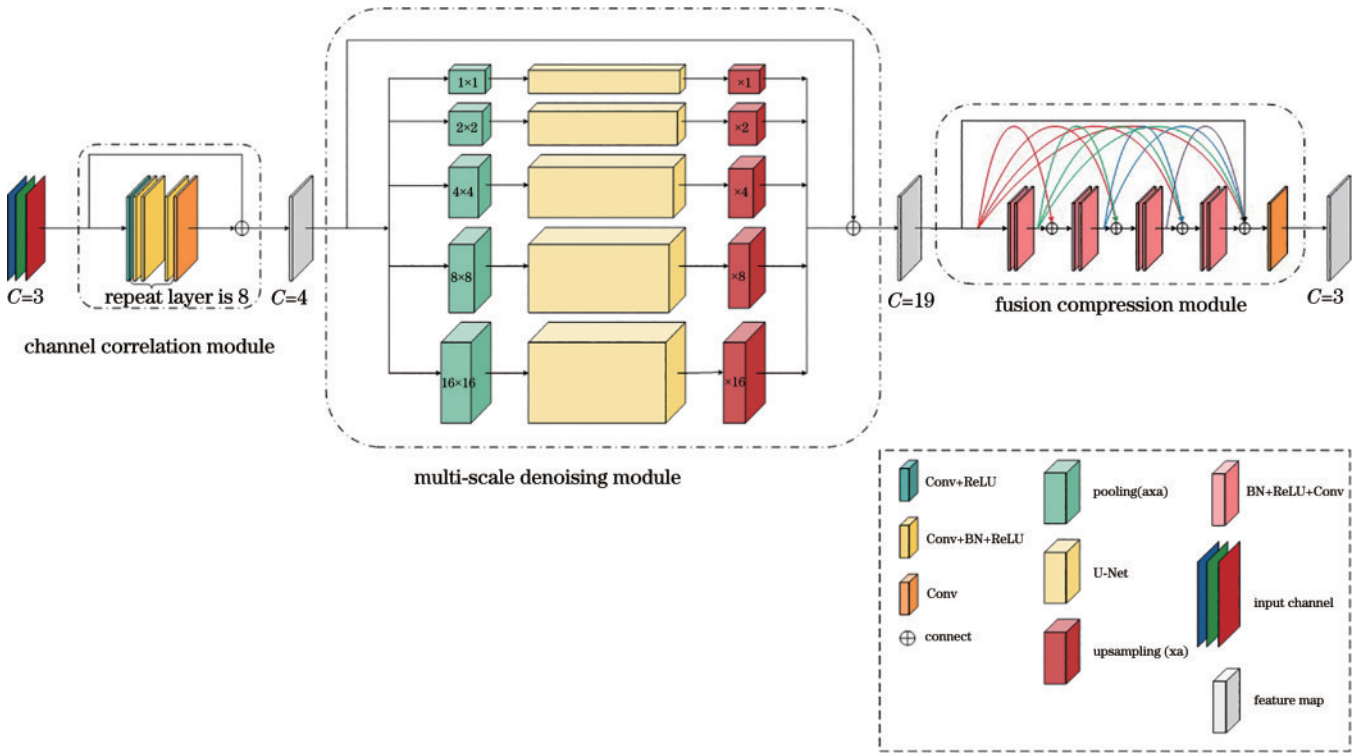 1×1
×1
2×2
×2
4×4
×4
8×8
×8
16×16
×16
C=3
repeat layer is 8
C=4
C=19
fusion compression module
C=3
channel correlation module
multi-scale denoising module
Conv+ReLU
Conv+BN+ReLU
Conv
connect
pooling(axa)
U-Net
upsampling (xa)
BN+ReLU+Conv
input channel
feature map